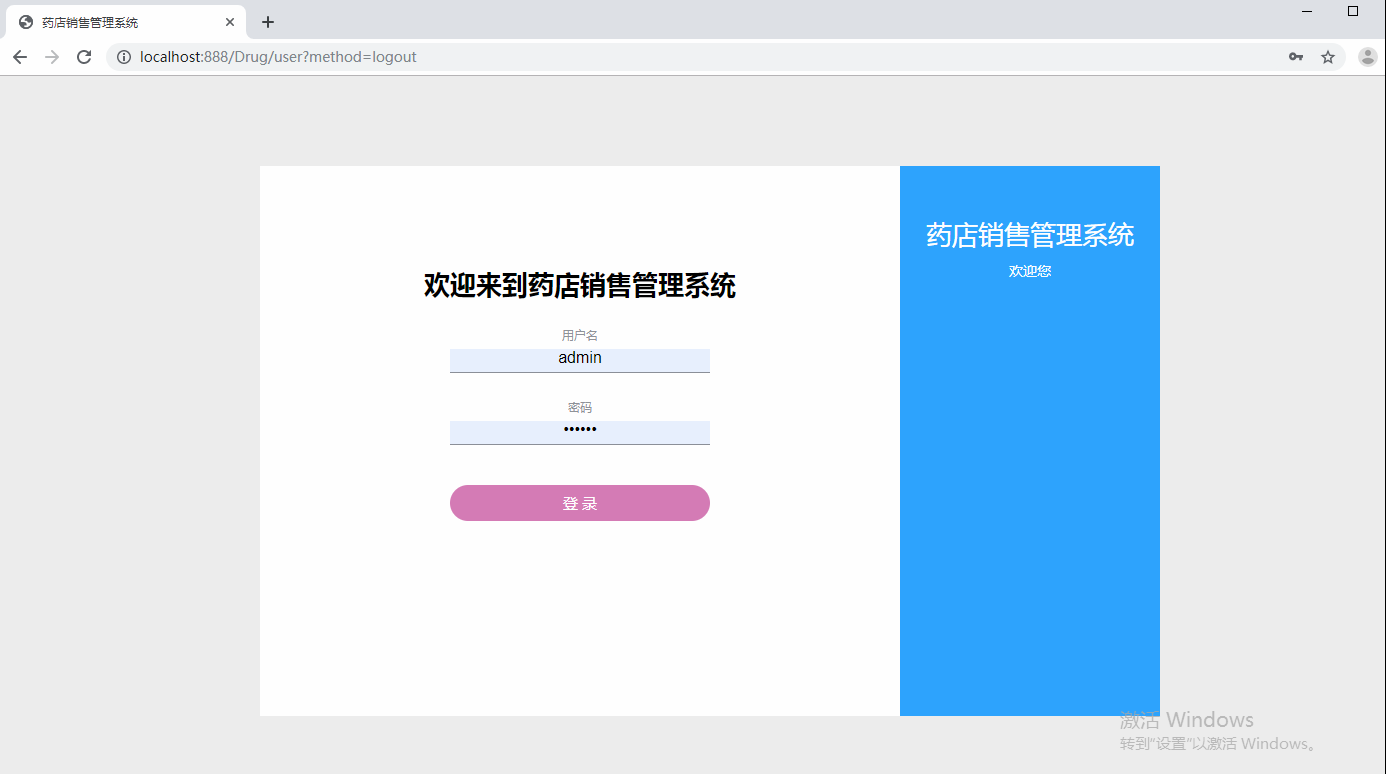 药店销售管理系统
localhost:888/Drug/user?method=logout
药店销售管理系统
欢迎您
欢迎来到药店销售管理系统
用户名
admin
密码
••••••
登 录
激活 Windows
转到"设置"以激活 Windows。